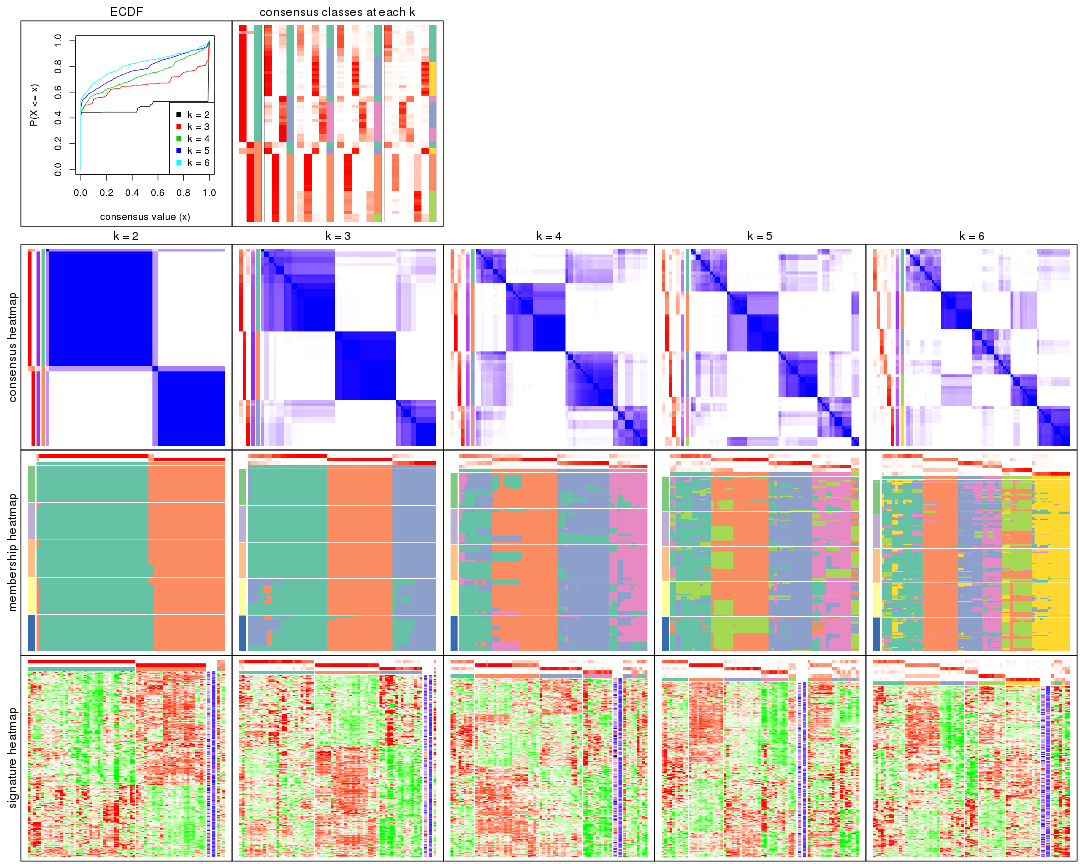 ECDF
consensus classes at each k
P(X <= x)
0.0 0.2 0.4 0.6 0.8 1.0
k = 2
k = 3
k = 4
k = 5
k = 6
0.0 0.2 0.4 0.6 0.8 1.0
consensus value (x)
k = 2
k = 3
k = 4
k = 5
k = 6
consensus heatmap
membership heatmap
signature heatmap